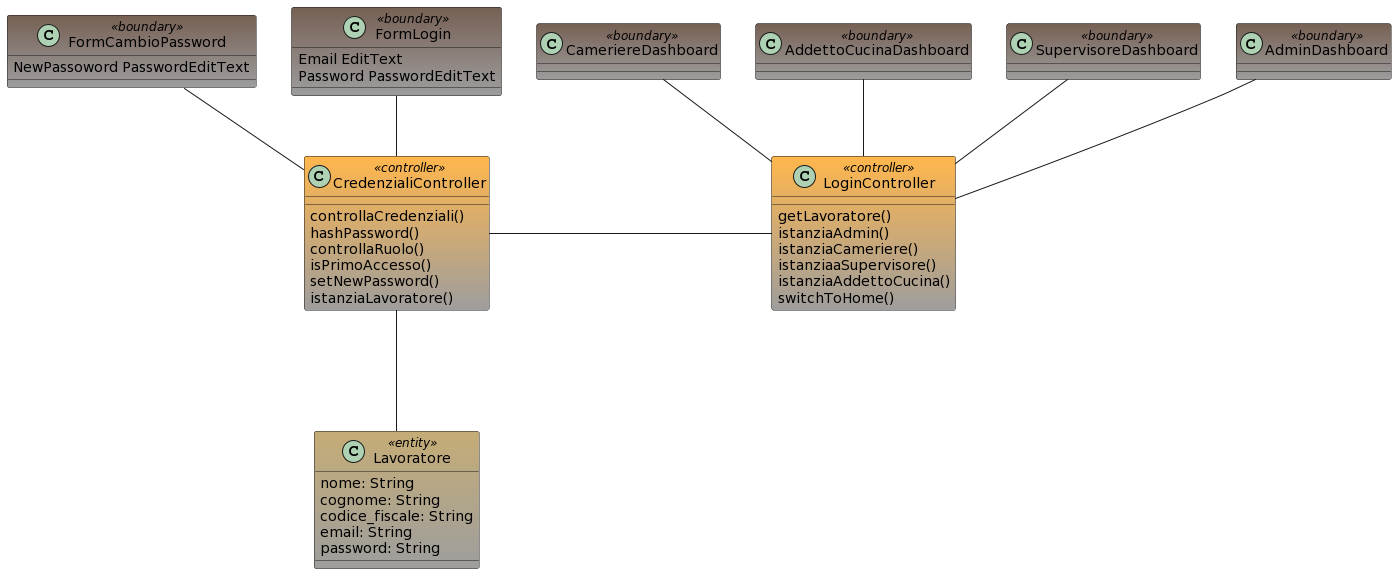 C
«boundary»
FormCambioPassword
NewPassoword PasswordEditText
C
«boundary»
FormLogin
Email EditText
Password PasswordEditText
C
«boundary»
CameriereDashboard
C
«boundary»
AddettoCucinaDashboard
C
«boundary»
SupervisoreDashboard
C
«boundary»
AdminDashboard
C
«controller»
CredenzialiController
controllaCredenziali()
hashPassword()
controllaRuolo()
isPrimoAccesso()
setNewPassword()
istanziaLavoratore()
C
«controller»
LoginController
getLavoratore()
istanziaAdmin()
istanziaCameriere()
istanziaaSupervisore()
istanziaAddettoCucina()
switchToHome()
C
«entity»
Lavoratore
nome: String
cognome: String
codice_fiscale: String
email: String
password: String